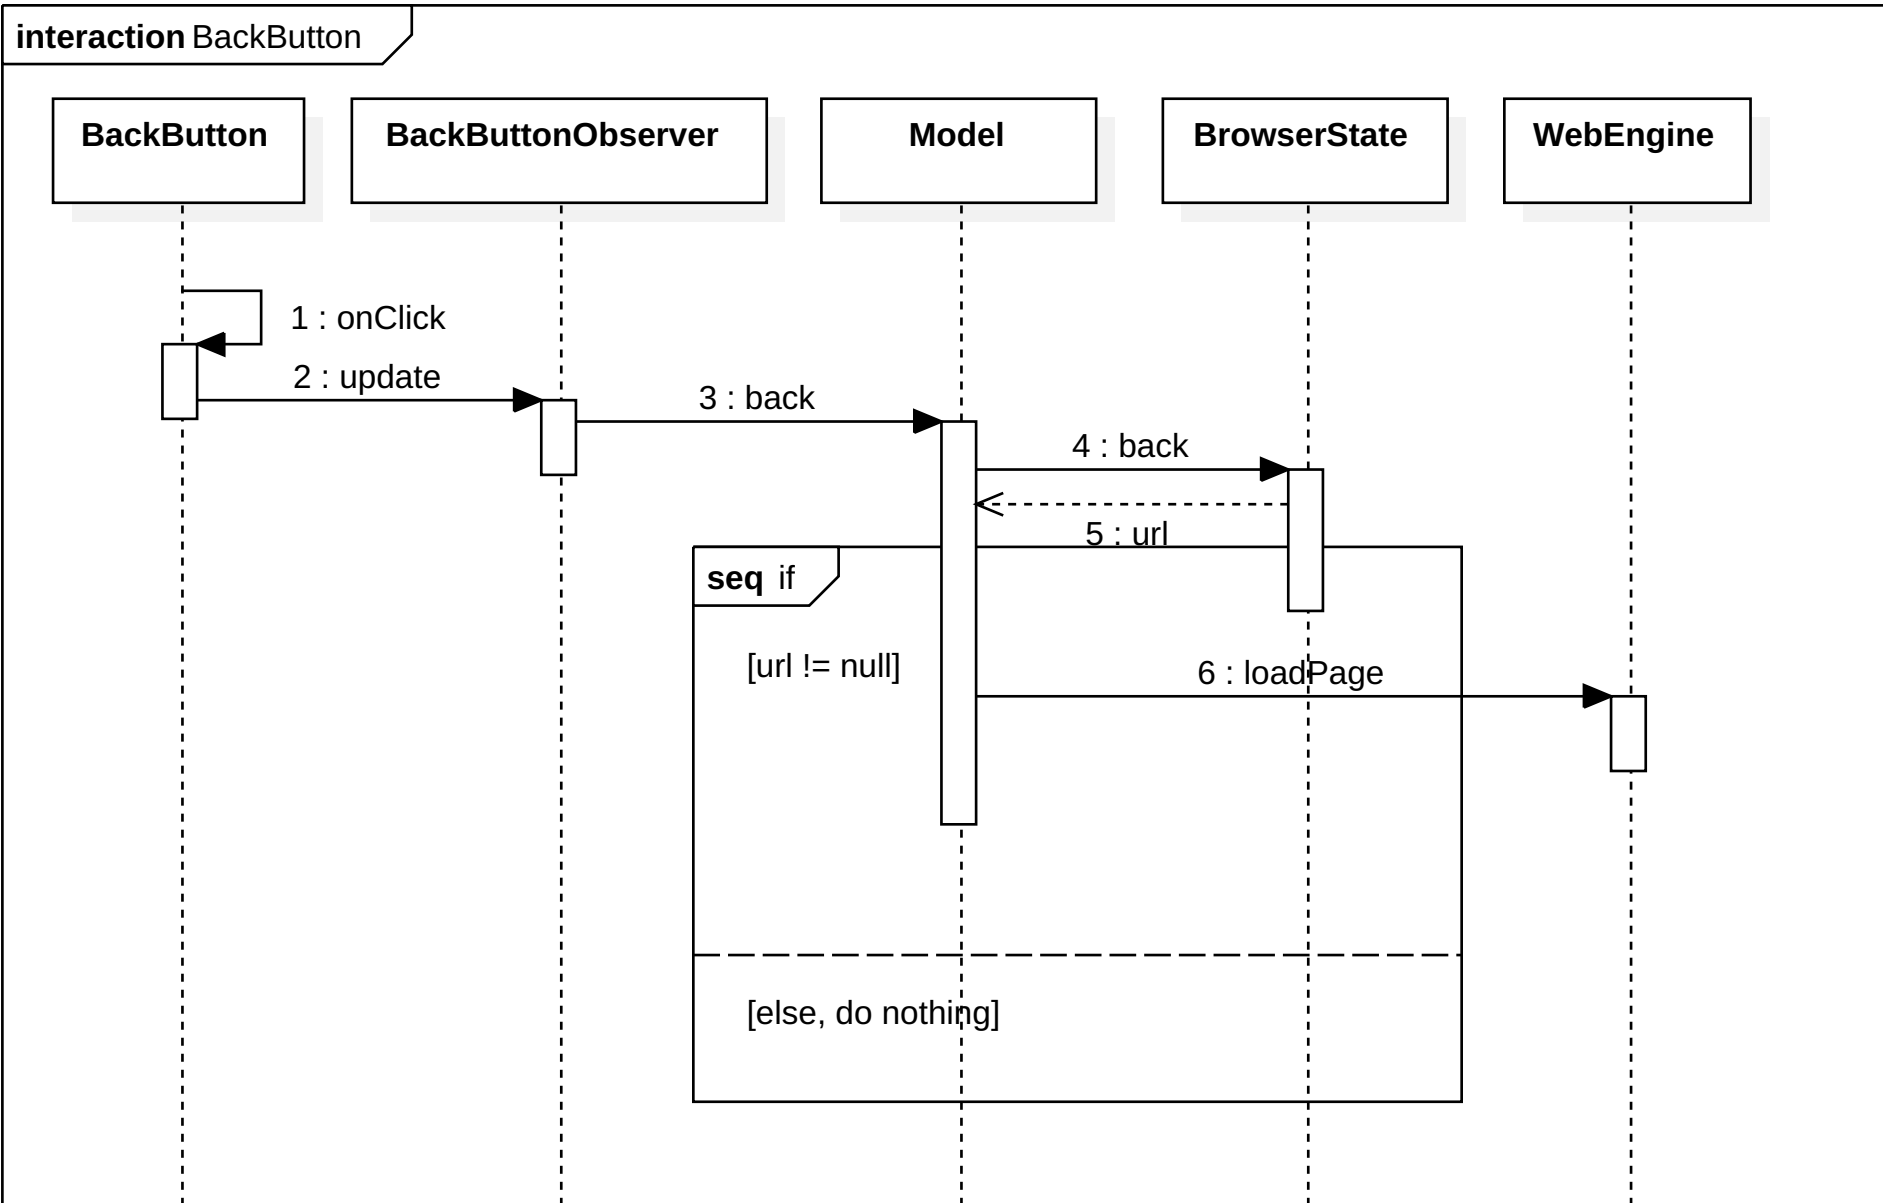 interaction BackButton
BackButton
BackButtonObserver
Model
BrowserState
WebEngine
1 : onClick
2 : update
3 : back
4 : back
5 : url
seq if
[url != null]
6 : loadPage
[else, do nothing]